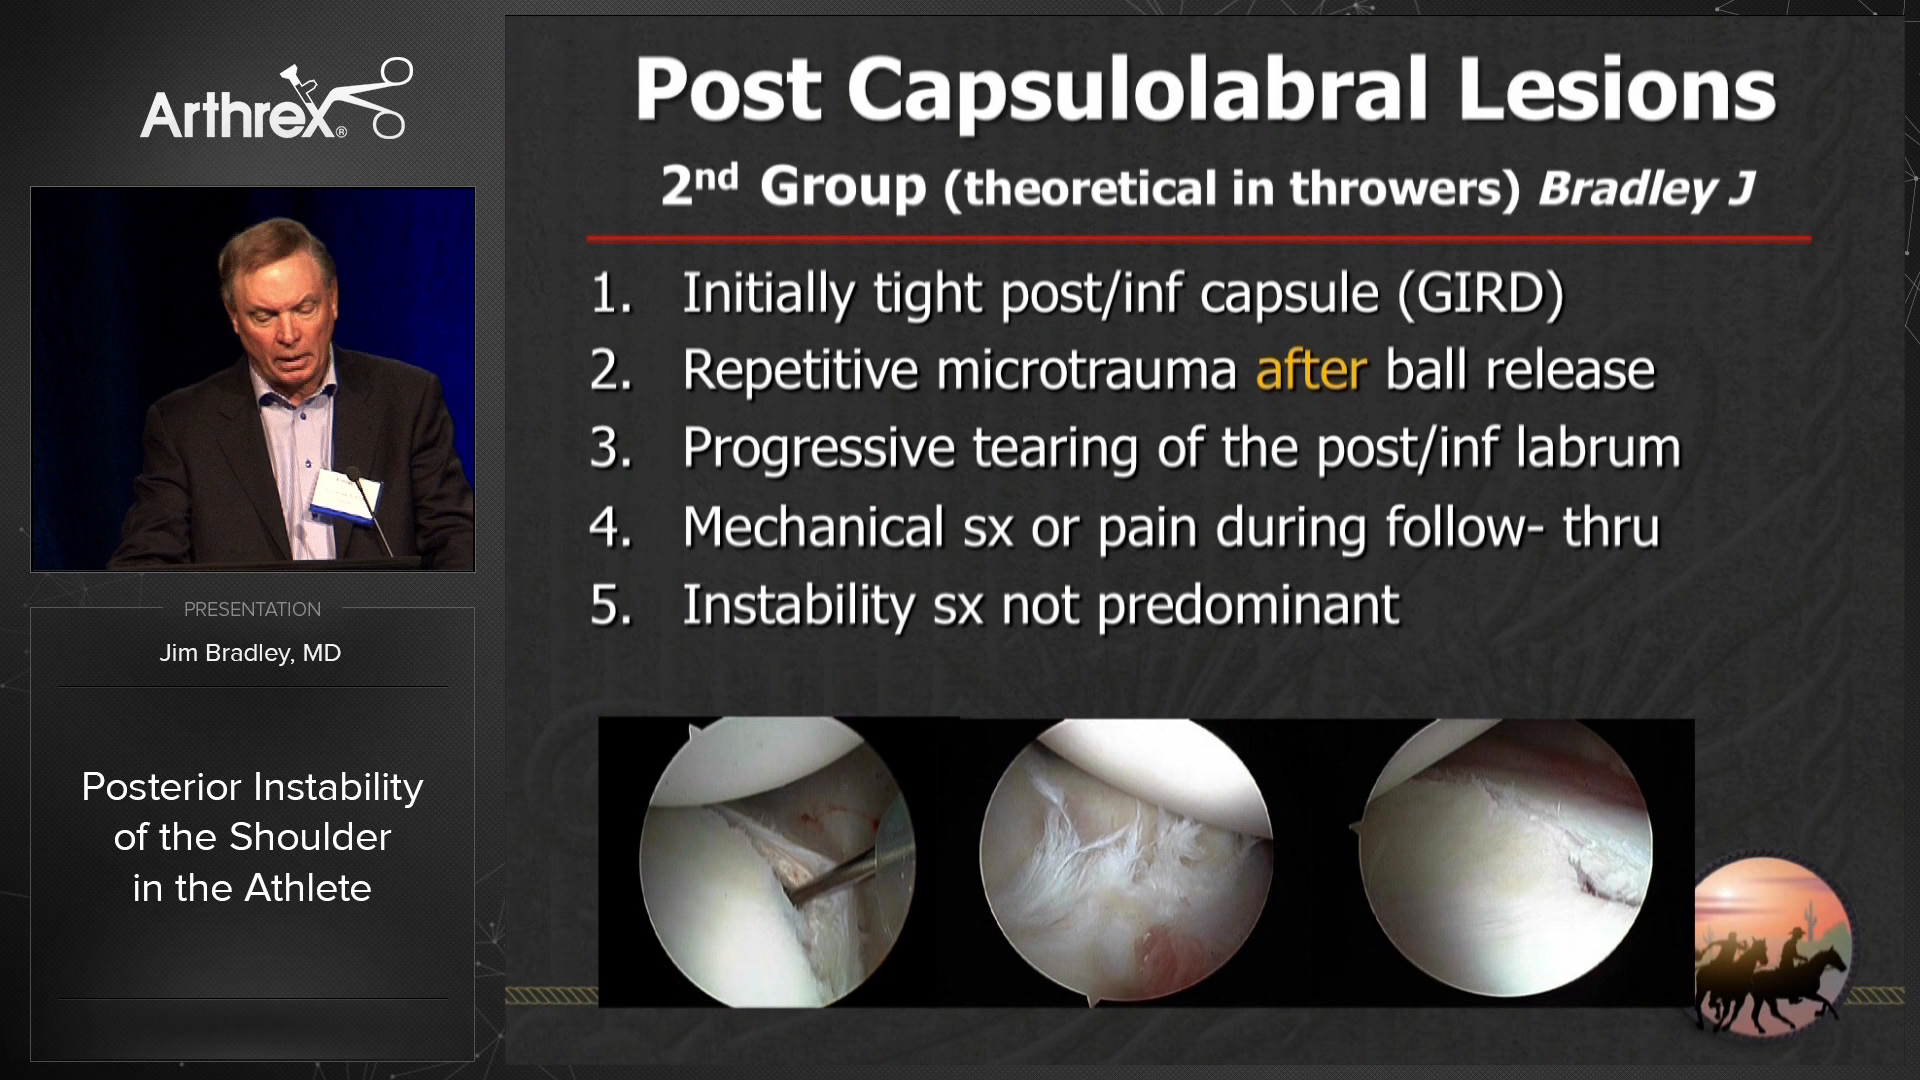 Arthrex®
PRESENTATION
Jim Bradley, MD
Posterior Instability
of the Shoulder
in the Athlete
Post Capsulolabral Lesions
2nd Group (theoretical in throwers) Bradley J
1. Initially tight post/inf capsule (GIRD)
2. Repetitive microtrauma after ball release
3. Progressive tearing of the post/inf labrum
4. Mechanical sx or pain during follow- thru
5. Instability sx not predominant